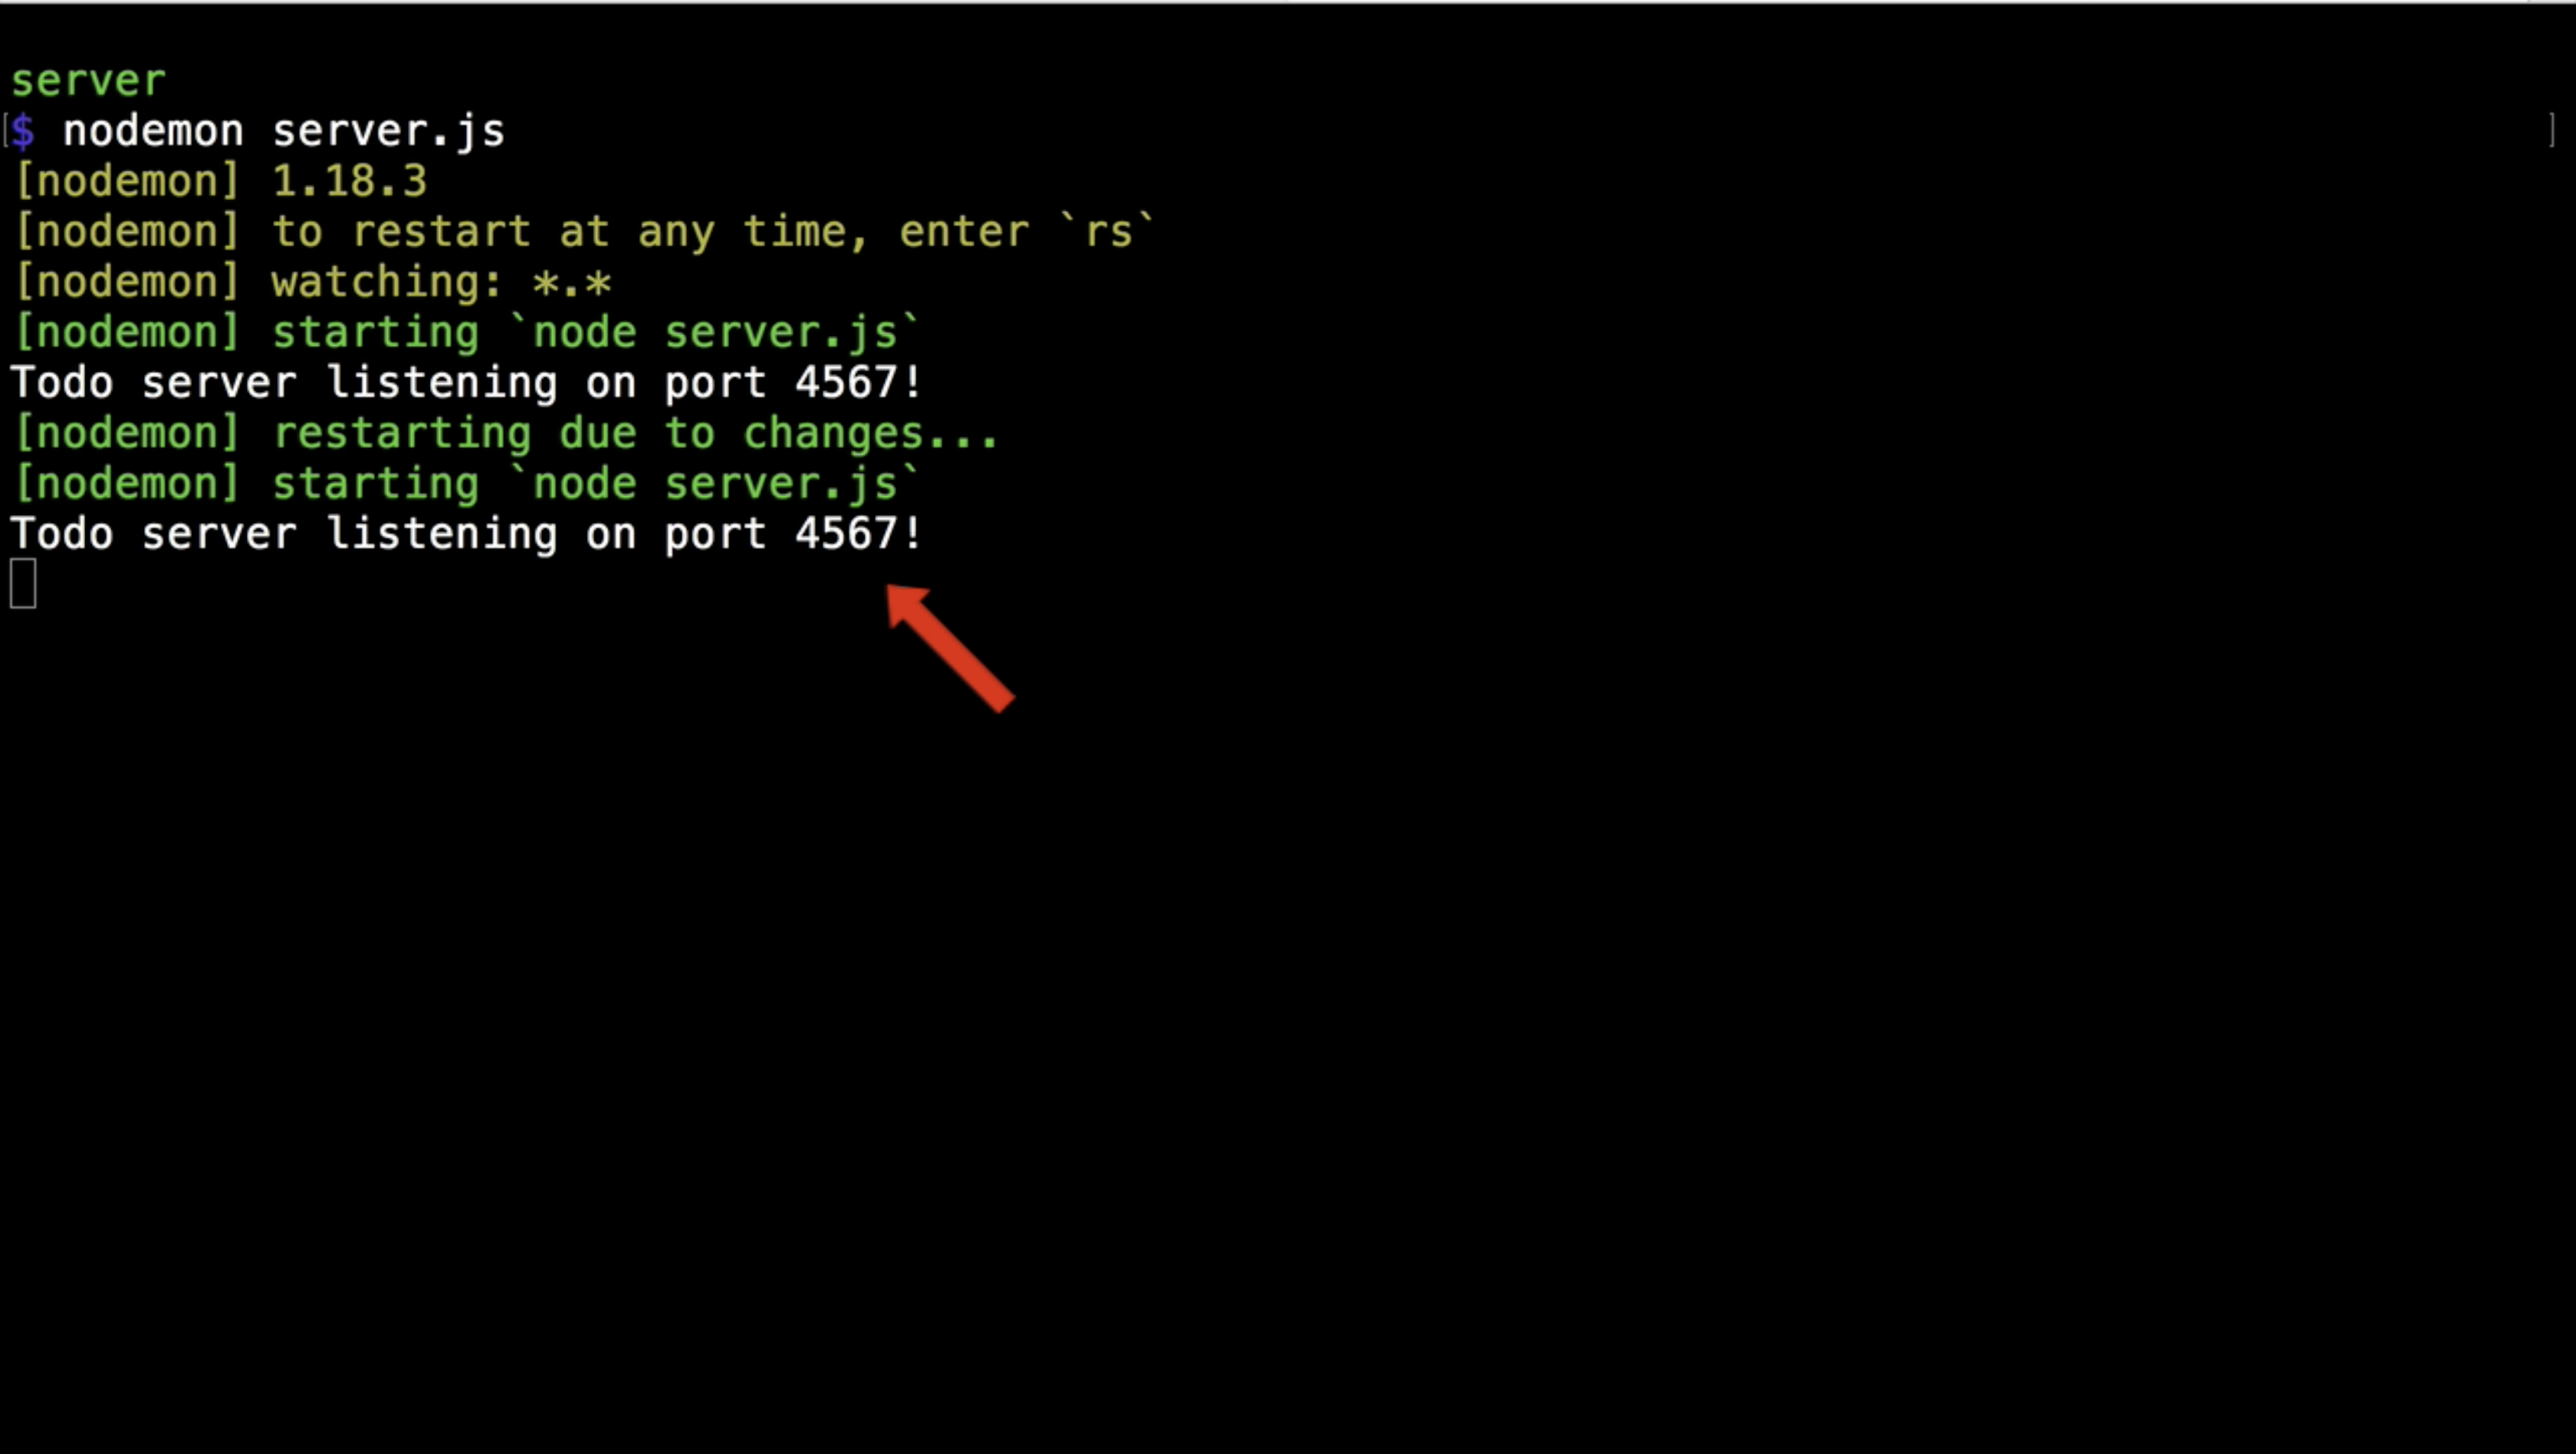 server
$ nodemon server.js
[nodemon] 1.18.3
[nodemon] to restart at any time, enter `rs`
[nodemon] watching: *.*
[nodemon] starting `node server.js`
Todo server listening on port 4567!
[nodemon] restarting due to changes...
[nodemon] starting `node server.js`
Todo server listening on port 4567!